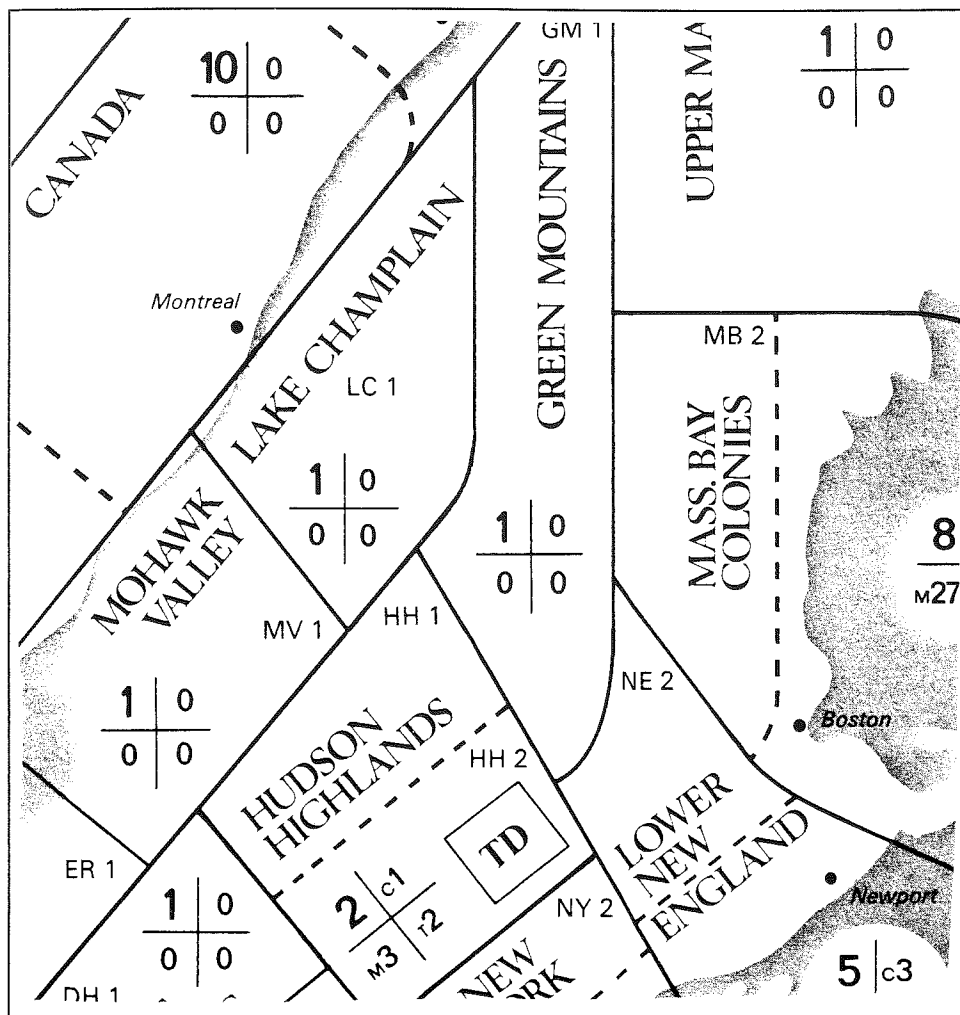 GM 1
10 0
0 0
1 0
0 0
CANADA
UPPER MA
GREEN MOUNTAINS
LAKE CHAMPLAIN
Montreal
MB 2
LC 1
MASS. BAY
COLONIES
1 0
0 0
MOHAWK
VALLEY
1 0
0 0
8
M27
MV 1
HH 1
NE 2
1 0
0 0
HUDSON
HIGHLANDS
HH 2
Boston
TD
LOWER
NEW
ENGLAND
ER 1
1 0
0 0
2 C1
M3 T2
NY 2
Newport
NEW
ORK
5 C3
DH 1